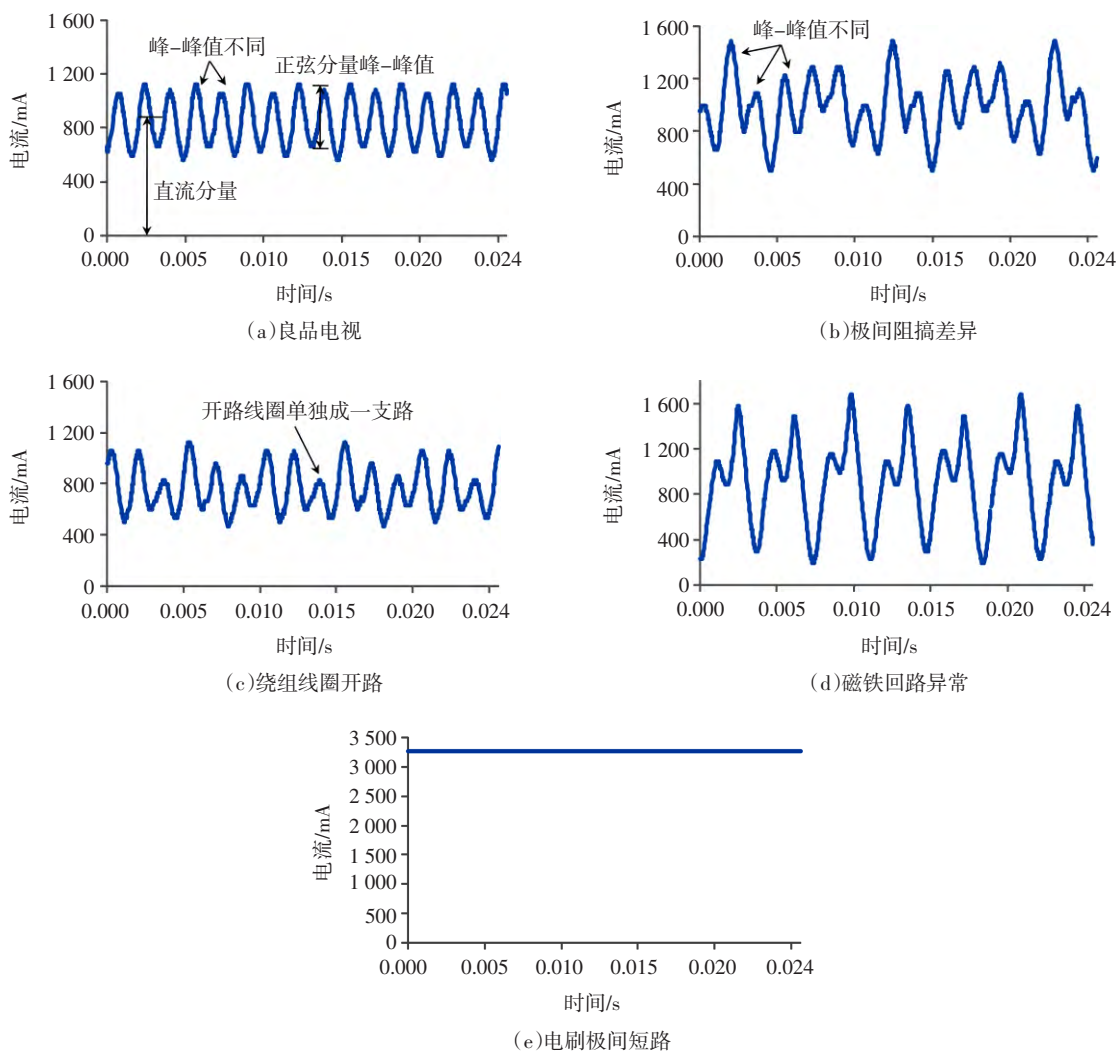 1 600
1 200
800
400
0
电流/mA
峰-峰值不同
正弦分量峰-峰值
直流分量
0.000 0.005 0.010 0.015 0.020 0.024
时间/s
(a)良品电视
1 600
1 200
800
400
0
电流/mA
峰-峰值不同
0.000 0.005 0.010 0.015 0.020 0.024
时间/s
(b)极间阻搞差异
1 600
1 200
800
400
0
电流/mA
开路线圈单独成一支路
0.000 0.005 0.010 0.015 0.020 0.024
时间/s
(c)绕组线圈开路
1 600
1 200
800
400
0
电流/mA
0.000 0.005 0.010 0.015 0.020 0.024
时间/s
(d)磁铁回路异常
3 500
3 000
2 500
2 000
1 500
1 000
500
0
电流/mA
0.000 0.005 0.010 0.015 0.020 0.024
时间/s
(e)电刷极间短路